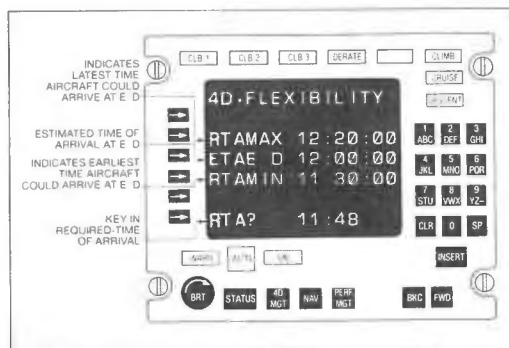 CLB 1 CLB 2 CLB 3 DERATE CLIMB
CRUISE
INDICATES
LATEST TIME
AIRCRAFT COULD
ARRIVE AT E D
ESTIMATED TIME OF
ARRIVAL AT E D
INDICATES EARLIEST
TIME AIRCRAFT
COULD ARRIVE AT E D
KEY IN
REQUIRED-TIME
OF ARRIVAL
4D.FLEXIBILITY
RTAMAX 12:20:00
ETAE D 12:00:00
RTAMIN 11 30:00
RTA? 11:48
1 ABC 2 DEF 3 GHI
4 JKL 5 MNO 6 PQR
7 STU 8 VWX 9 YZ-
CLR 0 SP
INSERT
BRT STATUS 4D MGT NAV PERF MGT BKC FWD